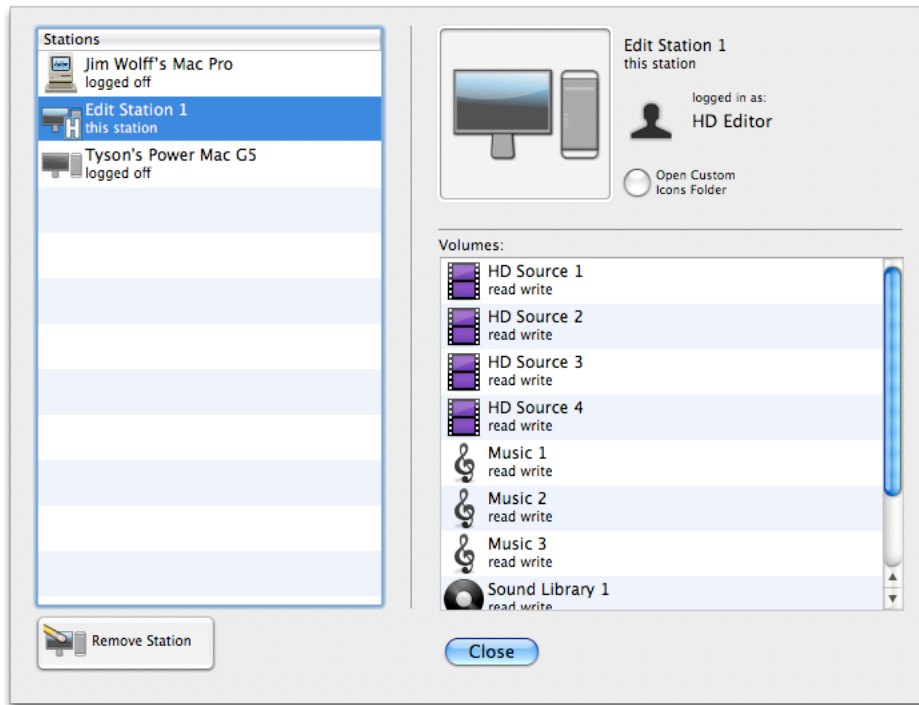 Stations
Jim Wolff's Mac Pro
logged off
Edit Station 1
this station
H
Tyson's Power Mac G5
logged off
Remove Station
Edit Station 1
this station
logged in as:
HD Editor
Open Custom
Icons Folder
Volumes:
HD Source 1
read write
HD Source 2
read write
HD Source 3
read write
HD Source 4
read write
Music 1
read write
Music 2
read write
Music 3
read write
Sound Library 1
read write
Close